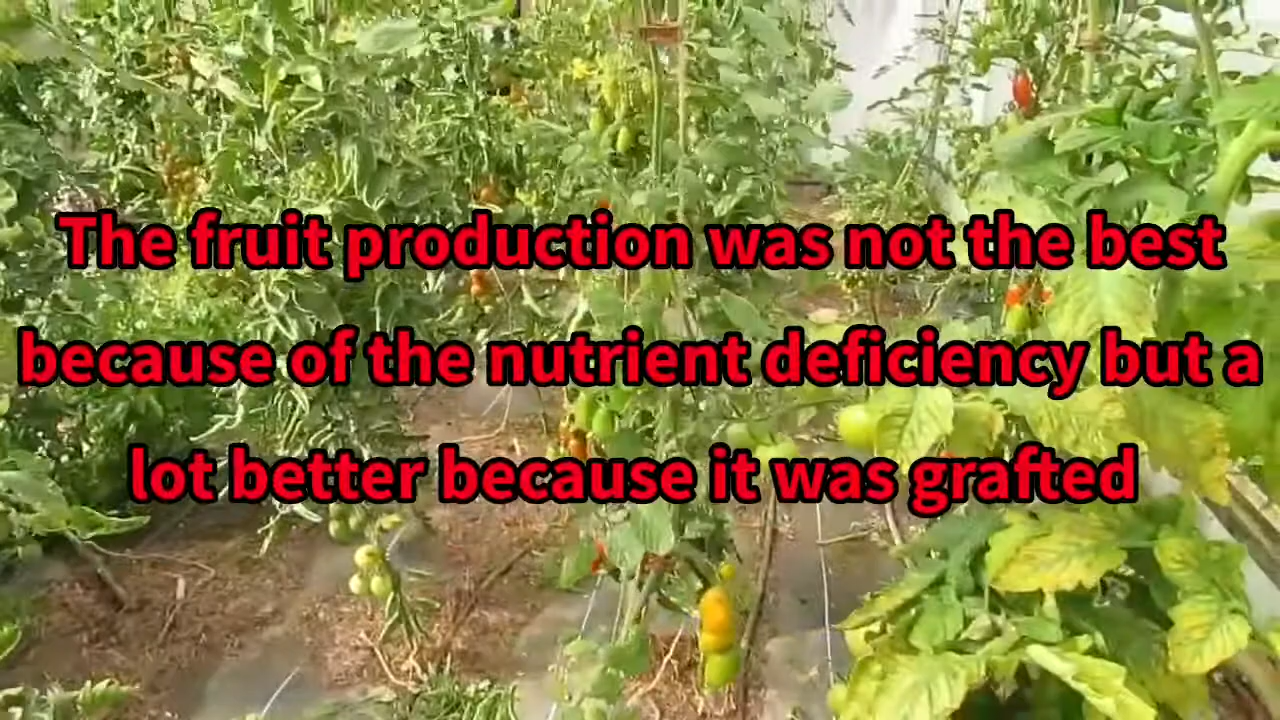 The fruit production was not the best
because of the nutrient deficiency but a
lot better because it was grafted